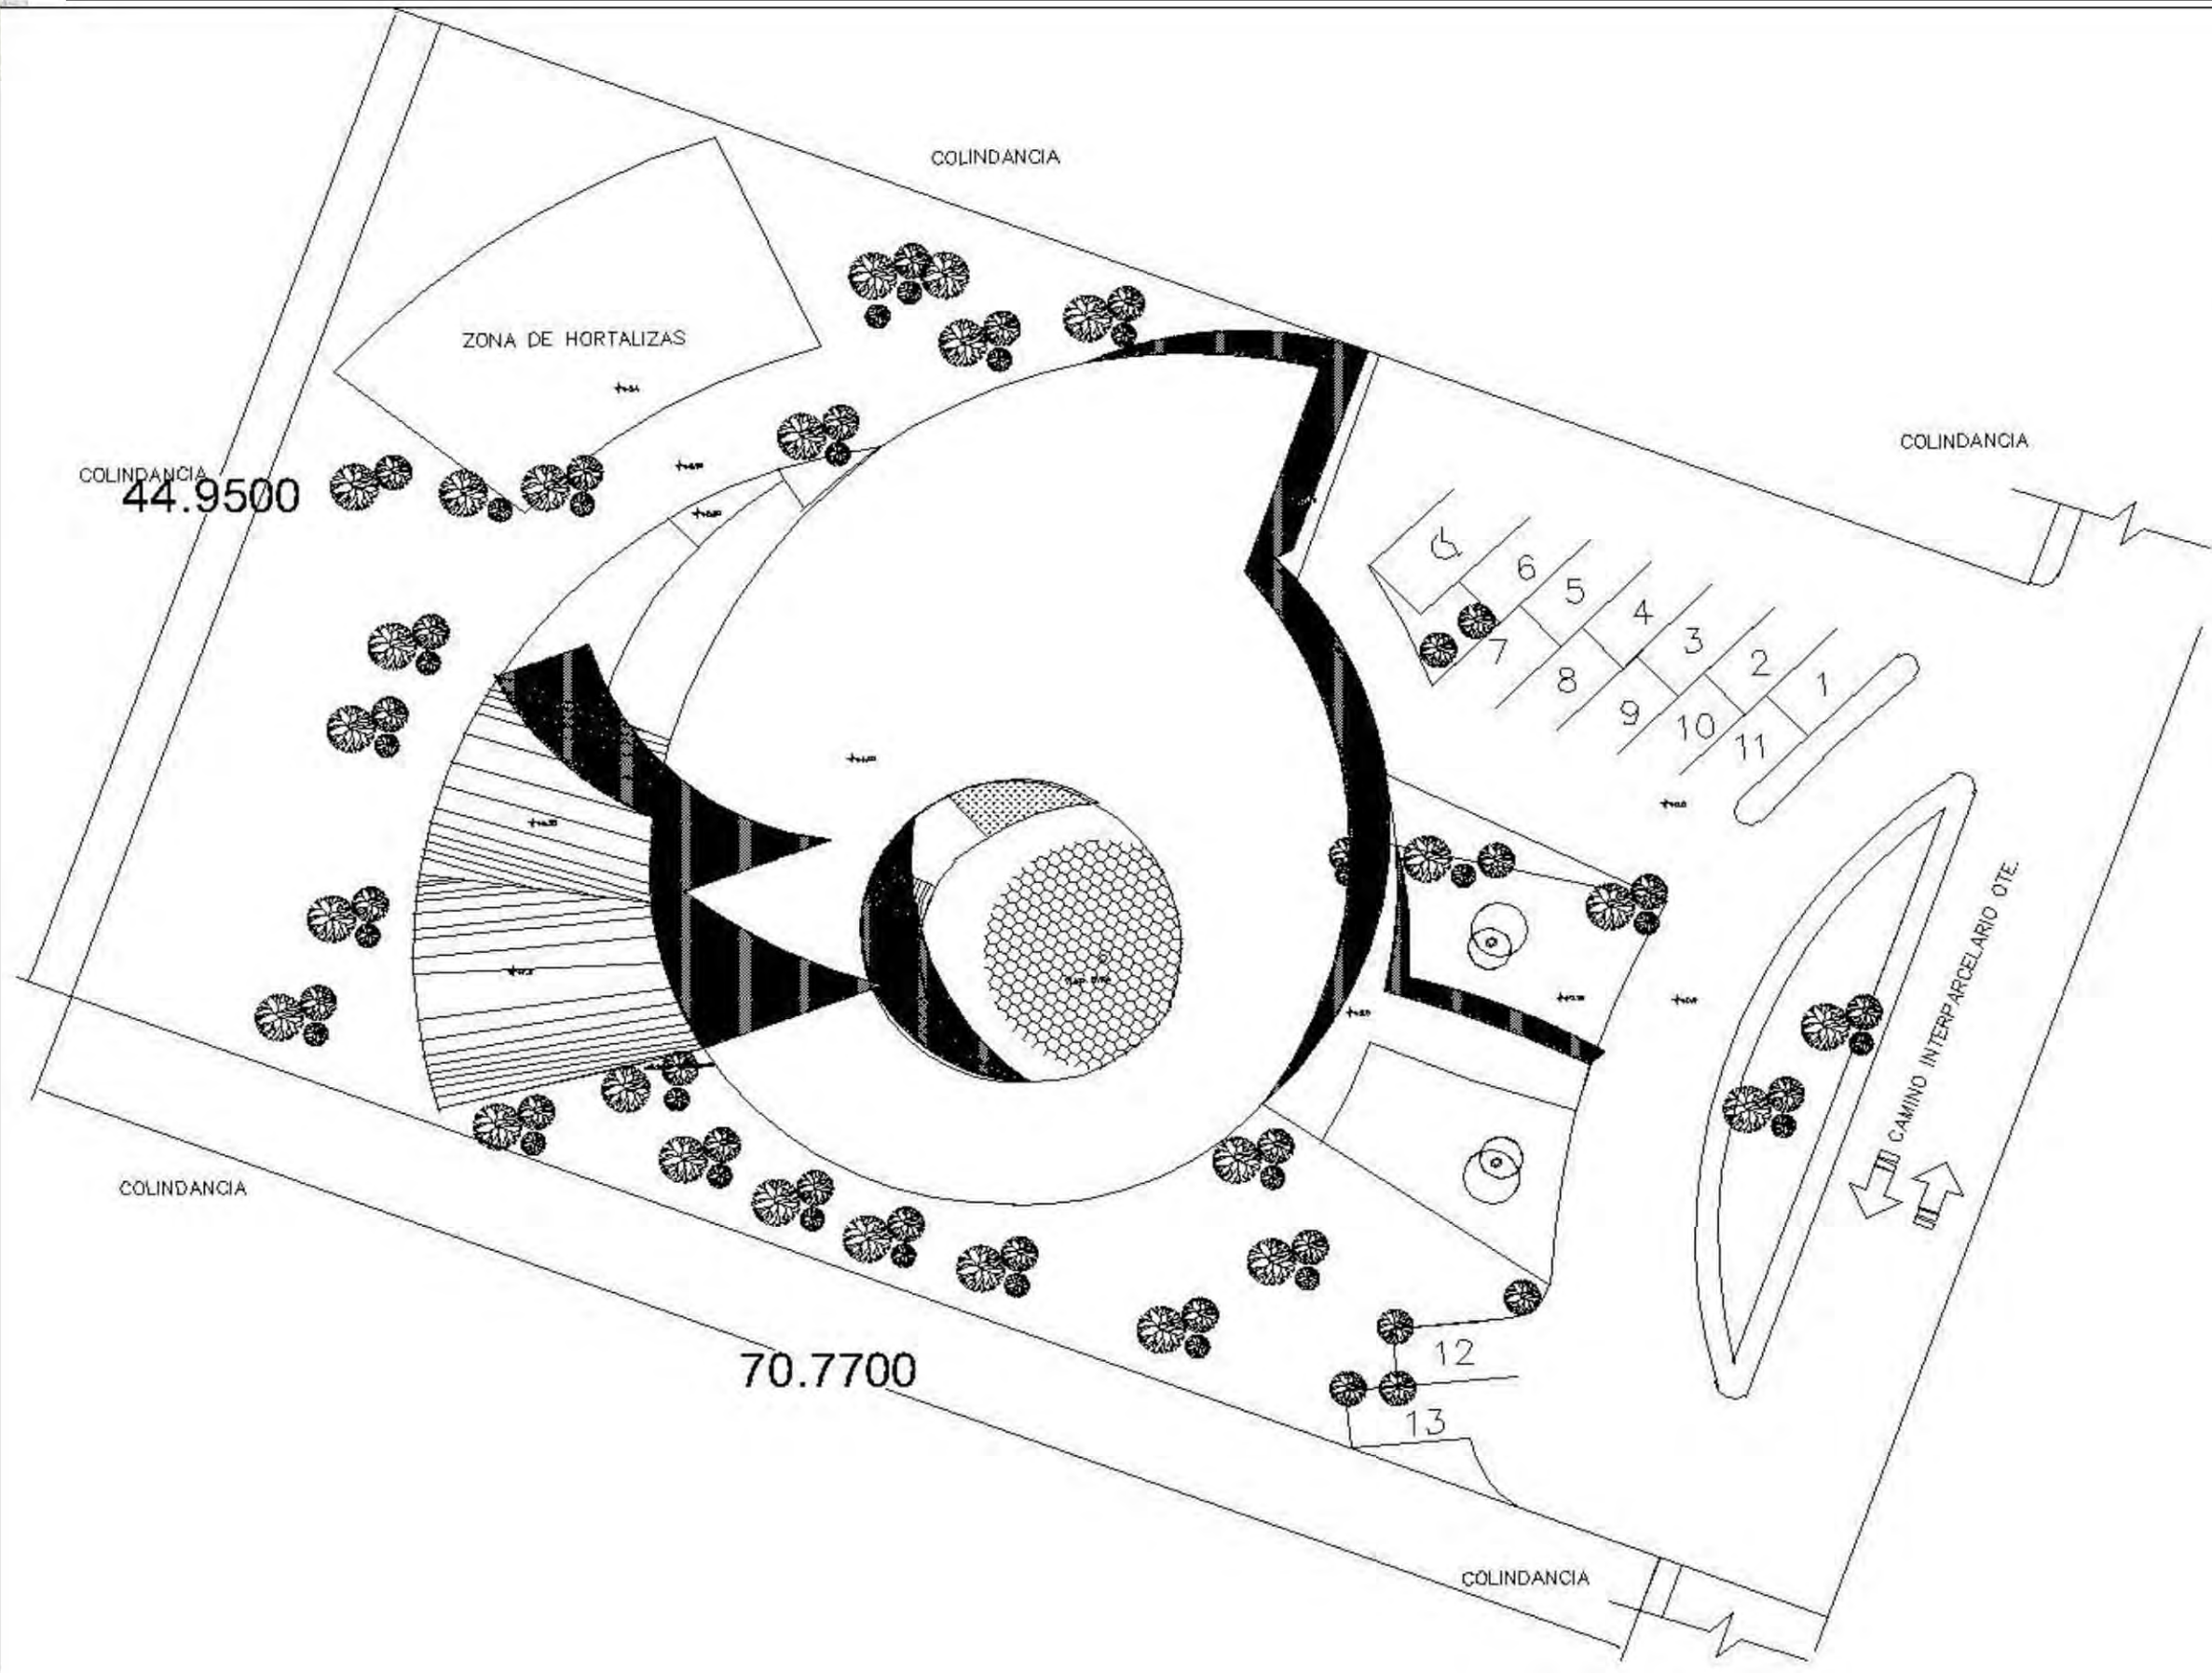 COLINDANCIA
ZONA DE HORTALIZAS
COLINDANCIA
COLINDANCIA
44.9500
6
5
4
3
2
1
7
8
9
10
11
CAMINO INTERPARCELARIO OTE.
COLINDANCIA
70.7700
12
13
COLINDANCIA